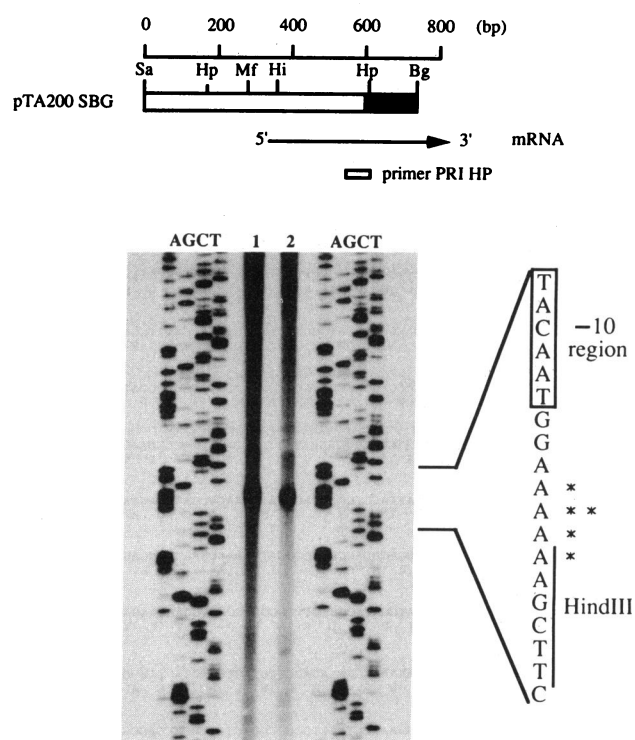 0 200 400 600 800 (bp)
Sa Hp Mf Hi Hp Bg
pTA200 SBG
5' 3' mRNA
primer PRI HP
AGCT 1 2 AGCT
T
A
C
A
A
T
-10
region
G
G
A
A *
A * *
A *
A *
A
G
C
T
T
C
HindIII